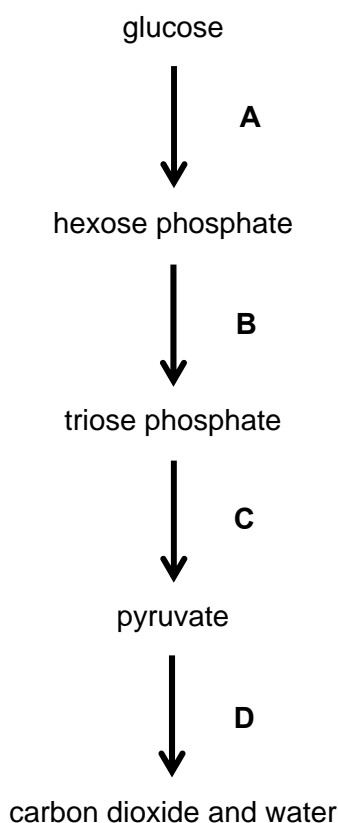 glucose
A
hexose phosphate
B
triose phosphate
C
pyruvate
D
carbon dioxide and water